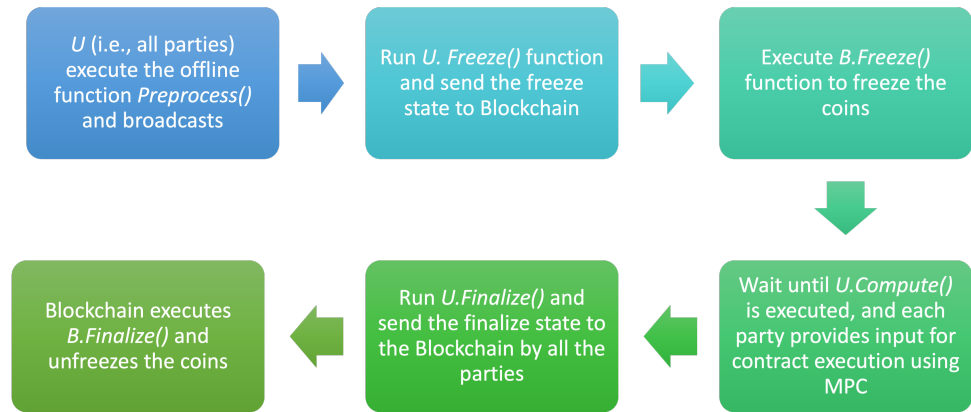 U (i.e., all parties)
execute the offline
function Preprocess()
and broadcasts
Run U. Freeze() function
and send the freeze
state to Blockchain
Execute B.Freeze()
function to freeze the
coins
Wait until U.Compute()
is executed, and each
party provides input for
contract execution using
MPC
Run U.Finalize() and
send the finalize state to
the Blockchain by all the
parties
Blockchain executes
B.Finalize() and
unfreezes the coins